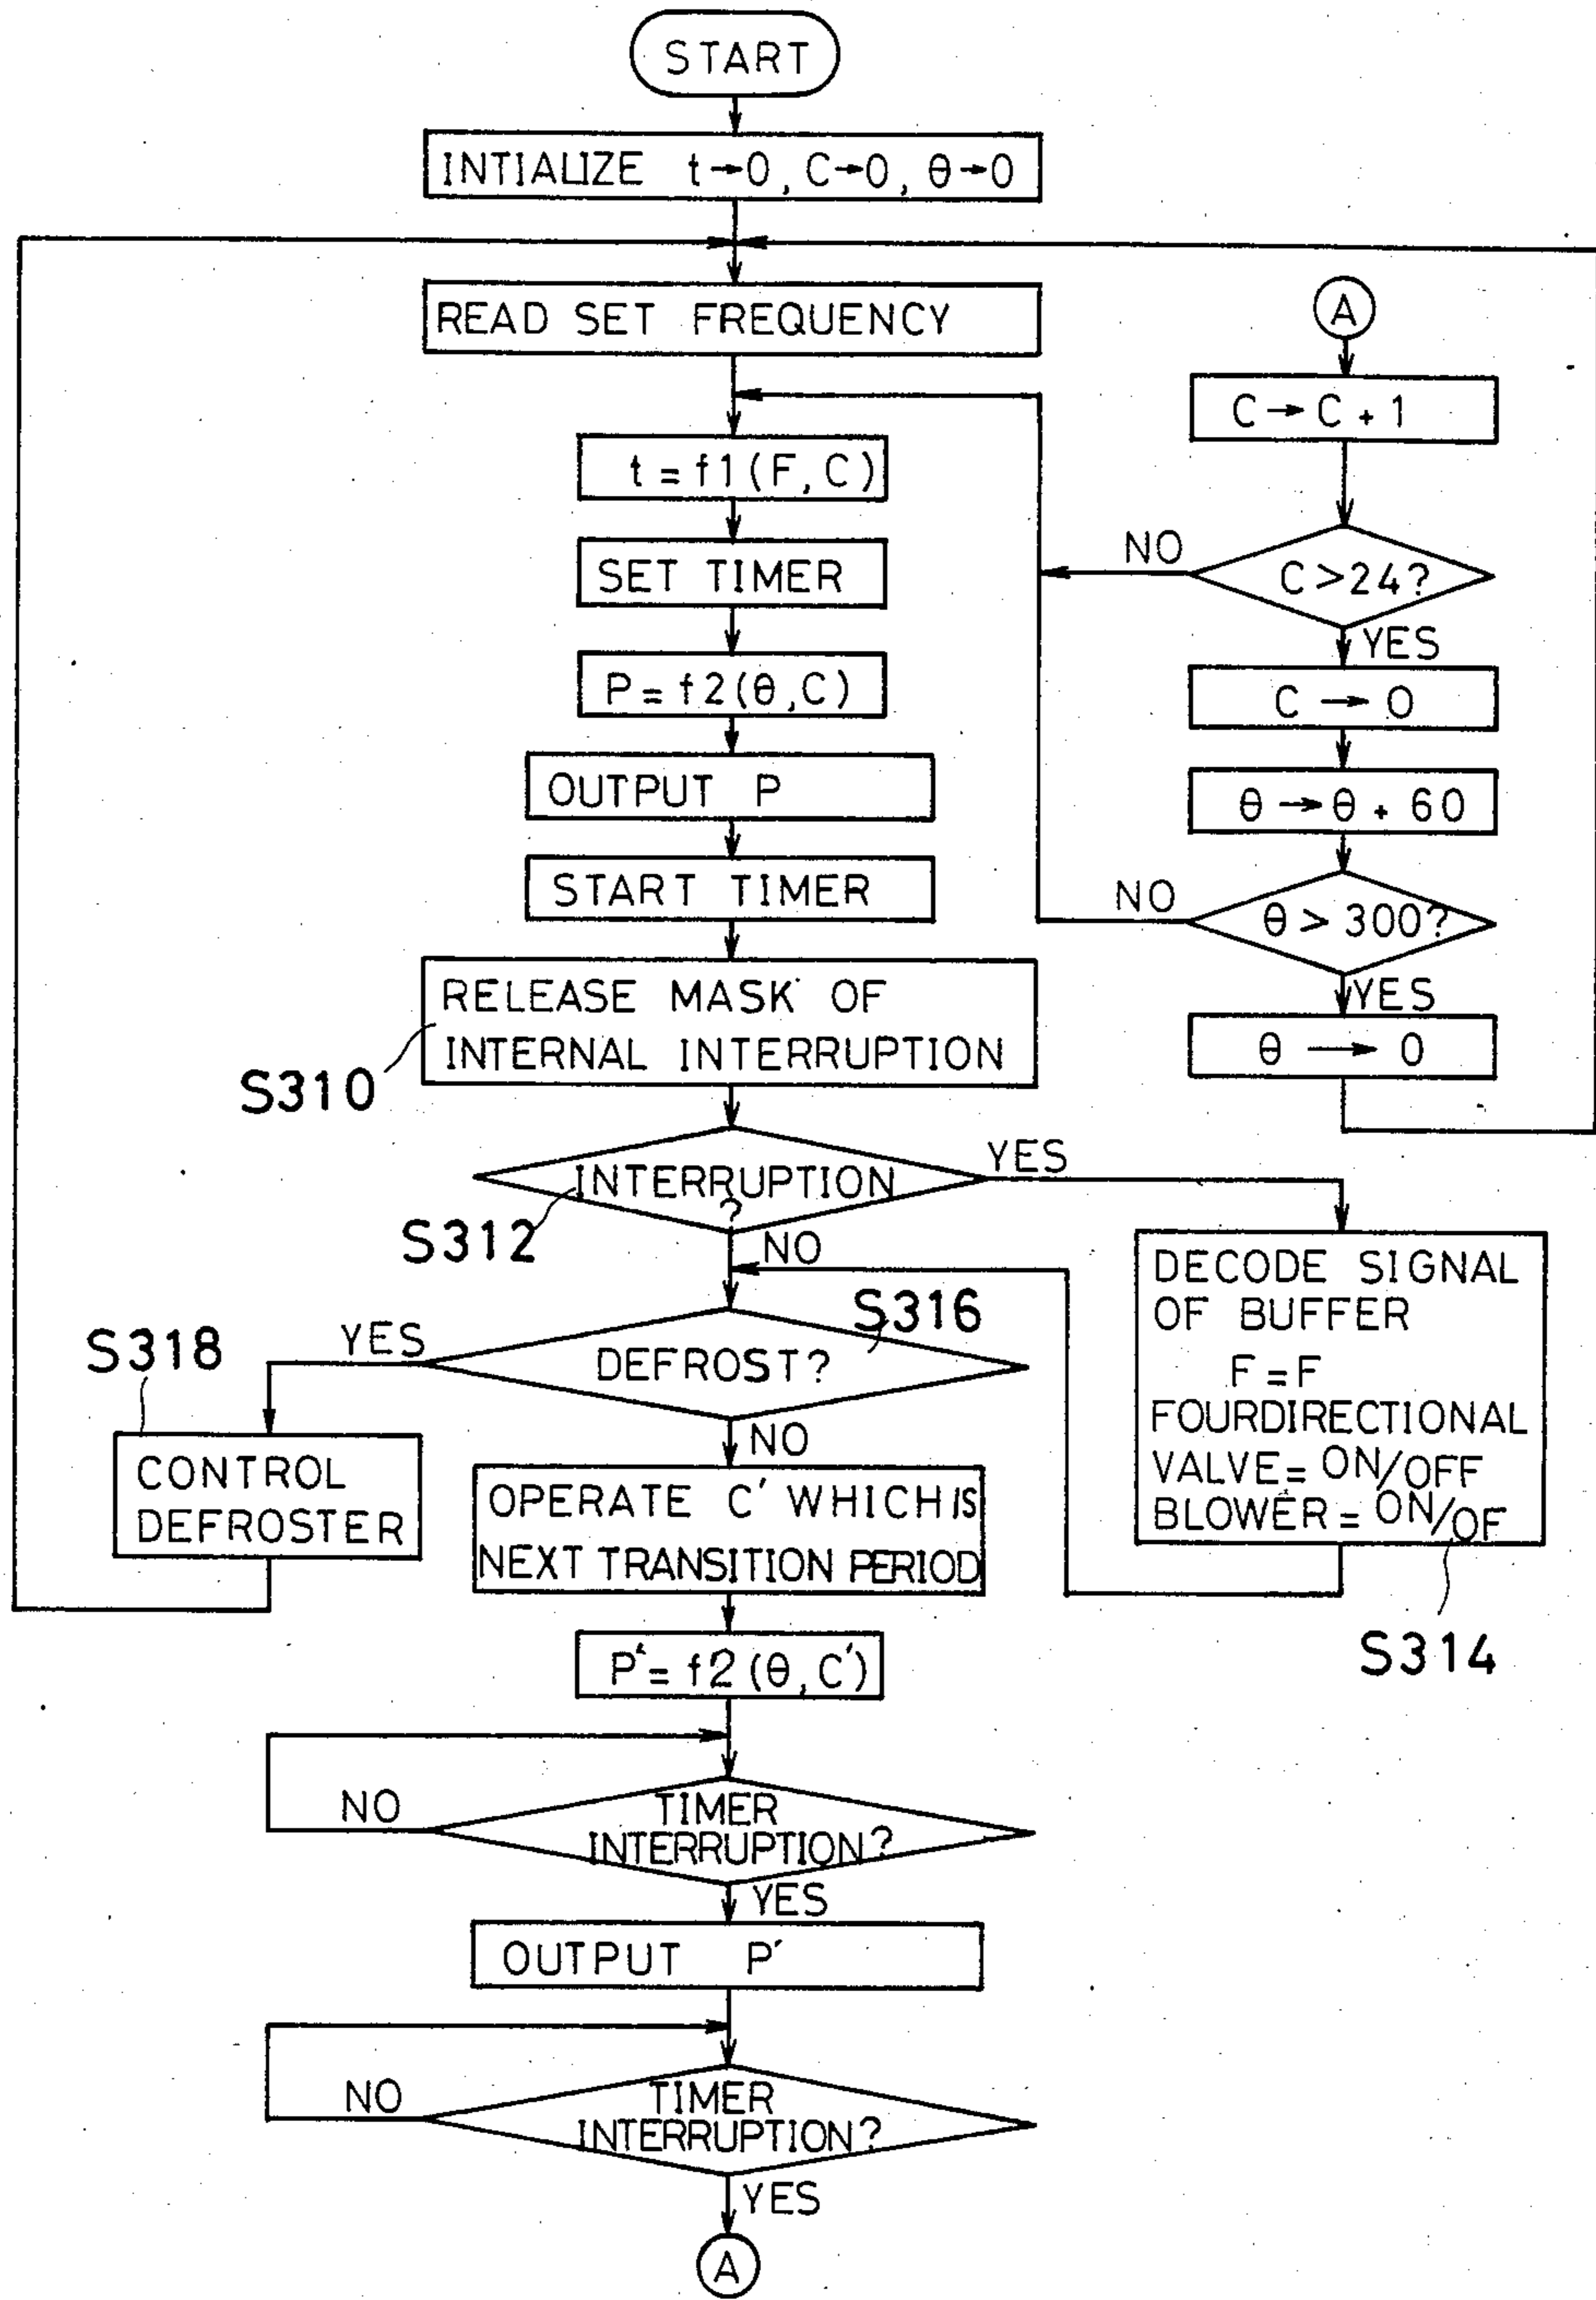 START
INTIALIZE t→0, C→0, θ→0
READ SET FREQUENCY
t=f1(F,C)
SET TIMER
P=f2(θ,C)
OUTPUT P
START TIMER
RELEASE MASK OF
INTERNAL INTERRUPTION
S310
INTERRUPTION
?
S312
YES
NO
DEFROST?
S316
YES
S318
CONTROL
DEFROSTER
NO
OPERATE C' WHICH IS
NEXT TRANSITION PERIOD
P'=f2(θ,C')
TIMER
INTERRUPTION?
NO
YES
OUTPUT P'
TIMER
INTERRUPTION?
NO
YES
A
A
C→C+1
C>24?
NO
YES
C→0
θ→θ+60
θ>300?
NO
YES
θ→0
DECODE SIGNAL
OF BUFFER
F=F
FOURDIRECTIONAL
VALVE=ON/OFF
BLOWER=ON/OF
S314